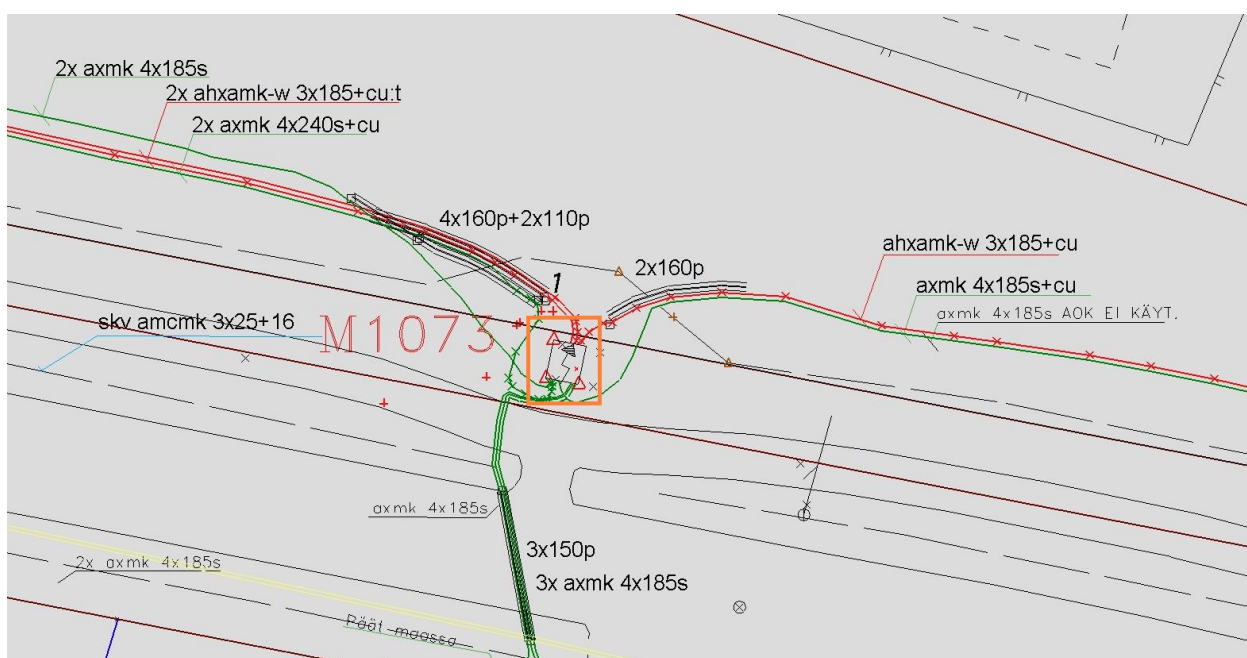 2x axmk 4x185s
2x ahxamk-w 3x185+cu:t
2x axmk 4x240s+cu
4x160p+2x110p
1
2x160p
ahxamk-w 3x185+cu
axmk 4x185s+cu
axmk 4x185s AOK EI KÄYT.
skv amcmk 3x25+16
M1073
axmk 4x185s
3x150p
3x axmk 4x185s
2x axmk 4x185s
Päät maassa